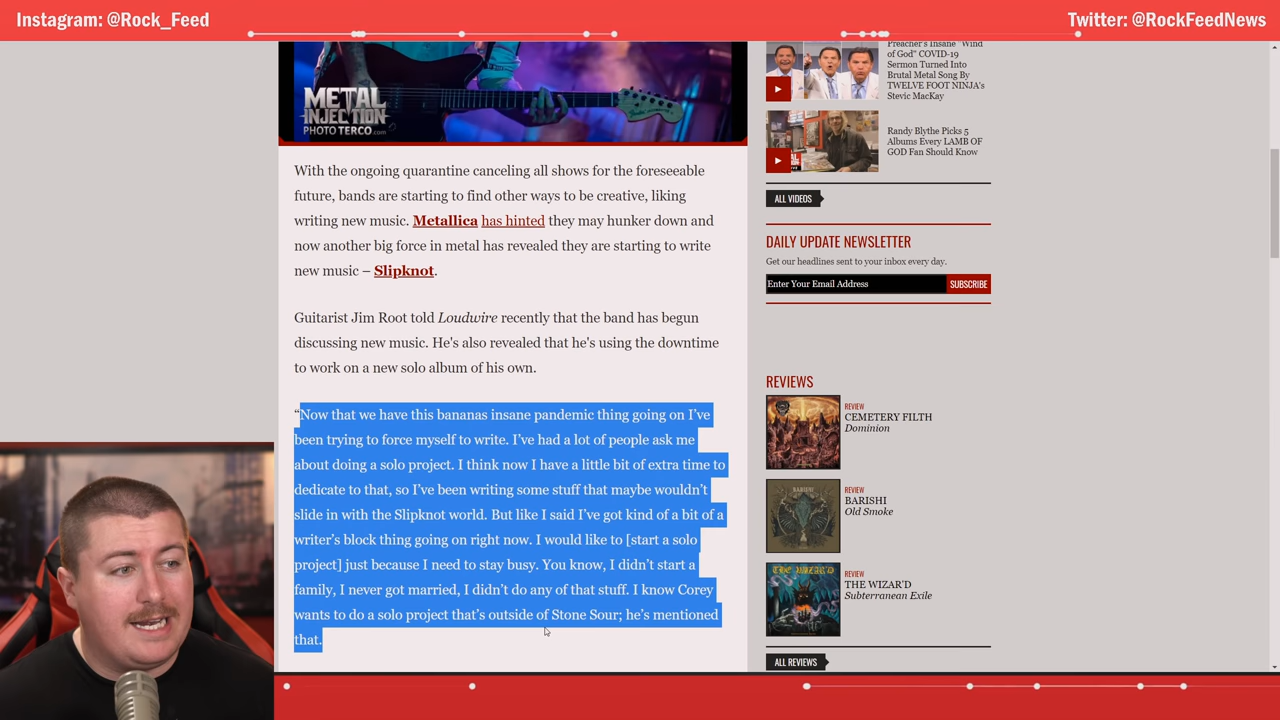 Instagram: @Rock_Feed
Twitter: @RockFeedNews
METAL
INJECTION
PHOTO TERCO.com
With the ongoing quarantine canceling all shows for the foreseeable
future, bands are starting to find other ways to be creative, liking
writing new music. Metallica has hinted they may hunker down and
now another big force in metal has revealed they are starting to write
new music – Slipknot.
Guitarist Jim Root told Loudwire recently that the band has begun
discussing new music. He's also revealed that he's using the downtime
to work on a new solo album of his own.
“Now that we have this bananas insane pandemic thing going on I’ve
been trying to force myself to write. I’ve had a lot of people ask me
about doing a solo project. I think now I have a little bit of extra time to
dedicate to that, so I’ve been writing some stuff that maybe wouldn’t
slide in with the Slipknot world. But like I said I’ve got kind of a bit of a
writer’s block thing going on right now. I would like to [start a solo
project] just because I need to stay busy. You know, I didn’t start a
family, I never got married, I didn’t do any of that stuff. I know Corey
wants to do a solo project that’s outside of Stone Sour; he’s mentioned
that.
Preacher's Insane "Wind
of God" COVID-19
Sermon Turned Into
Brutal Metal Song By
TWELVE FOOT NINJA's
Stevic MacKay
Randy Blythe Picks 5
Albums Every LAMB OF
GOD Fan Should Know
ALL VIDEOS
DAILY UPDATE NEWSLETTER
Get our headlines sent to your inbox every day.
Enter Your Email Address
SUBSCRIBE
REVIEWS
REVIEW
CEMETERY FILTH
Dominion
REVIEW
BARISHI
Old Smoke
THE WIZAR'D
REVIEW
THE WIZAR'D
Subterranean Exile
ALL REVIEWS